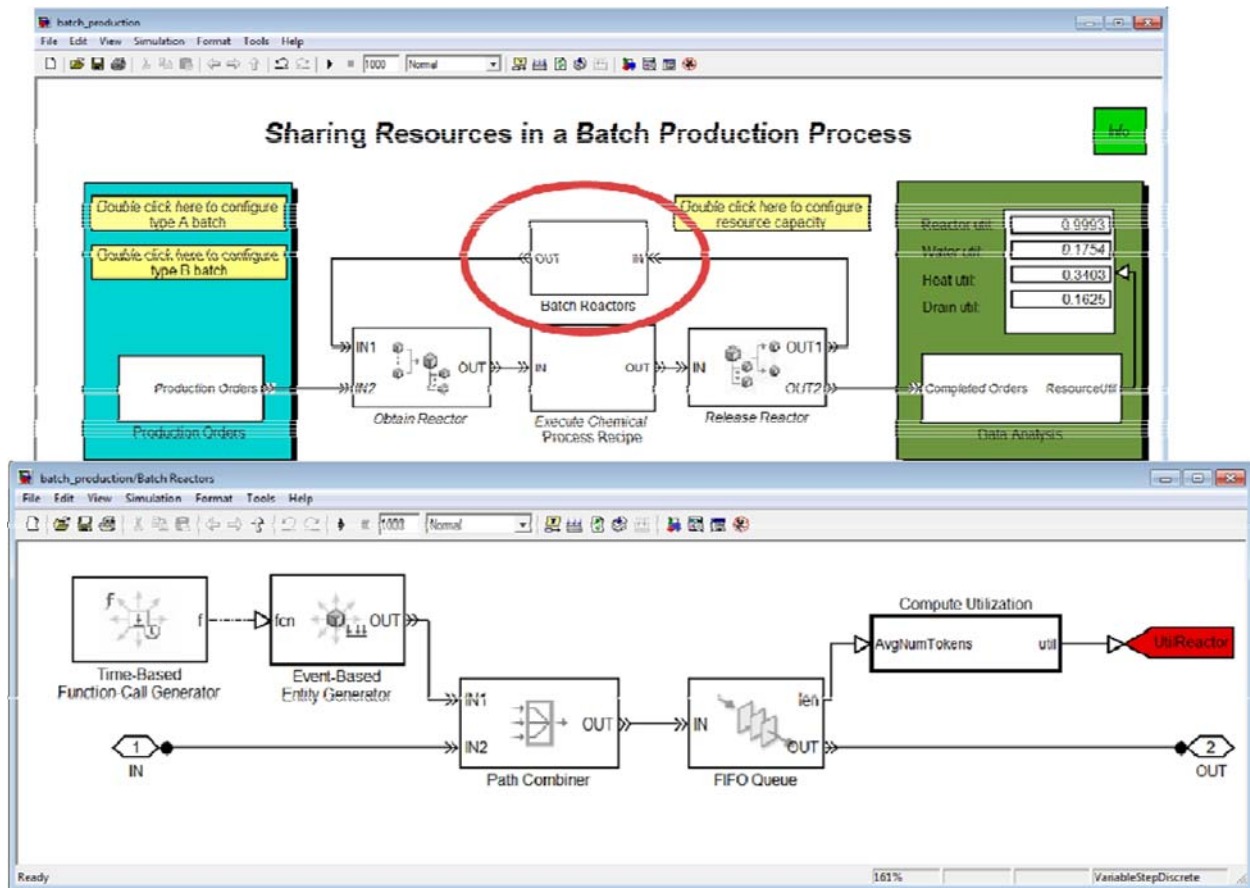 batch_production
File Edit View Simulation Format Tools Help
1000 Normal
Sharing Resources in a Batch Production Process
Info
Double click here to configure
type A batch
Double click here to configure
type B batch
Double click here to configure
resource capacity
OUT IN
Batch Reactors
Reactor util: 0.9993
Water util: 0.1754
Heat util: 0.3403
Drain util: 0.1625
Production Orders
Production Orders
IN1 OUT
IN2
Obtain Reactor
IN OUT
Execute Chemical
Process Recipe
IN OUT1
OUT2
Release Reactor
Completed Orders ResourceUtil
Data Analysis
batch_production/Batch Reactors
File Edit View Simulation Format Tools Help
1000 Normal
f f
Time-Based
Function-Call Generator
fcn OUT
Event-Based
Entity Generator
1
IN
IN1 OUT
IN2
Path Combiner
IN len
OUT
FIFO Queue
Compute Utilization
AvgNumTokens util
UtilReactor
2
OUT
Ready 161% VariableStepDiscrete